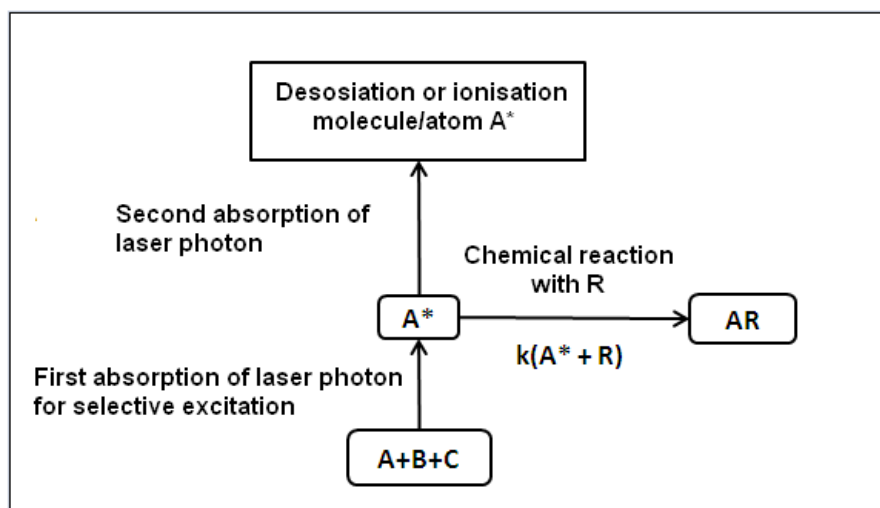 Desosiation or ionisation
molecule/atom A*
Second absorption of
laser photon
Chemical reaction
with R
A*
AR
k(A* + R)
First absorption of laser photon
for selective excitation
A+B+C